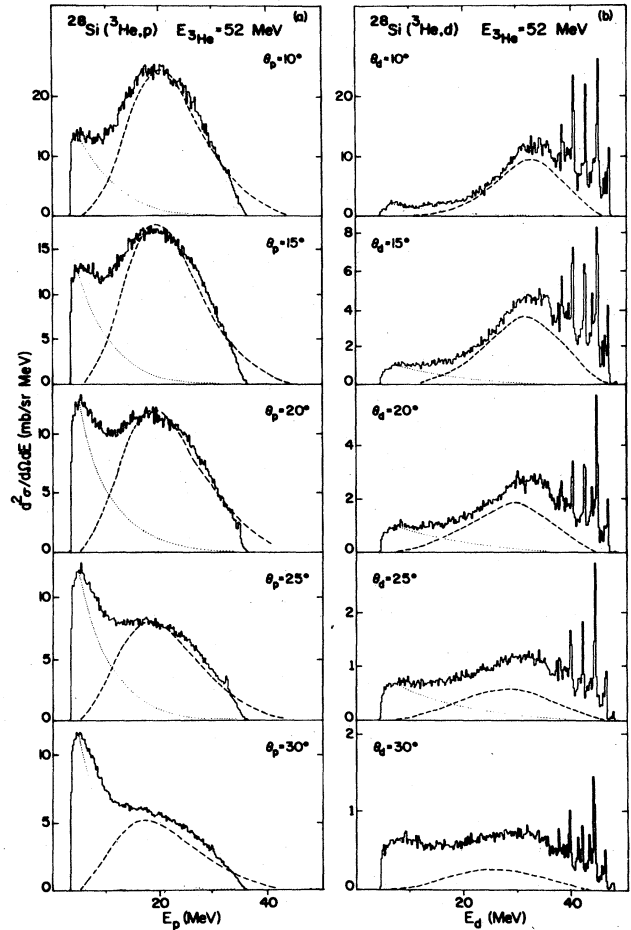 (a)
²⁸Si(³He,p) E₃He=52 MeV
θp=10°
20
10
0
θp=15°
15
10
5
0
θp=20°
10
5
0
θp=25°
10
5
0
θp=30°
10
5
0
20
40
Ep(MeV)
d²σ/dΩdE (mb/sr MeV)
(b)
²⁸Si(³He,d) E₃He=52 MeV
θd=10°
20
10
0
θd=15°
8
6
4
2
0
θd=20°
4
2
0
θd=25°
2
1
0
θd=30°
2
1
0
20
40
Ed(MeV)